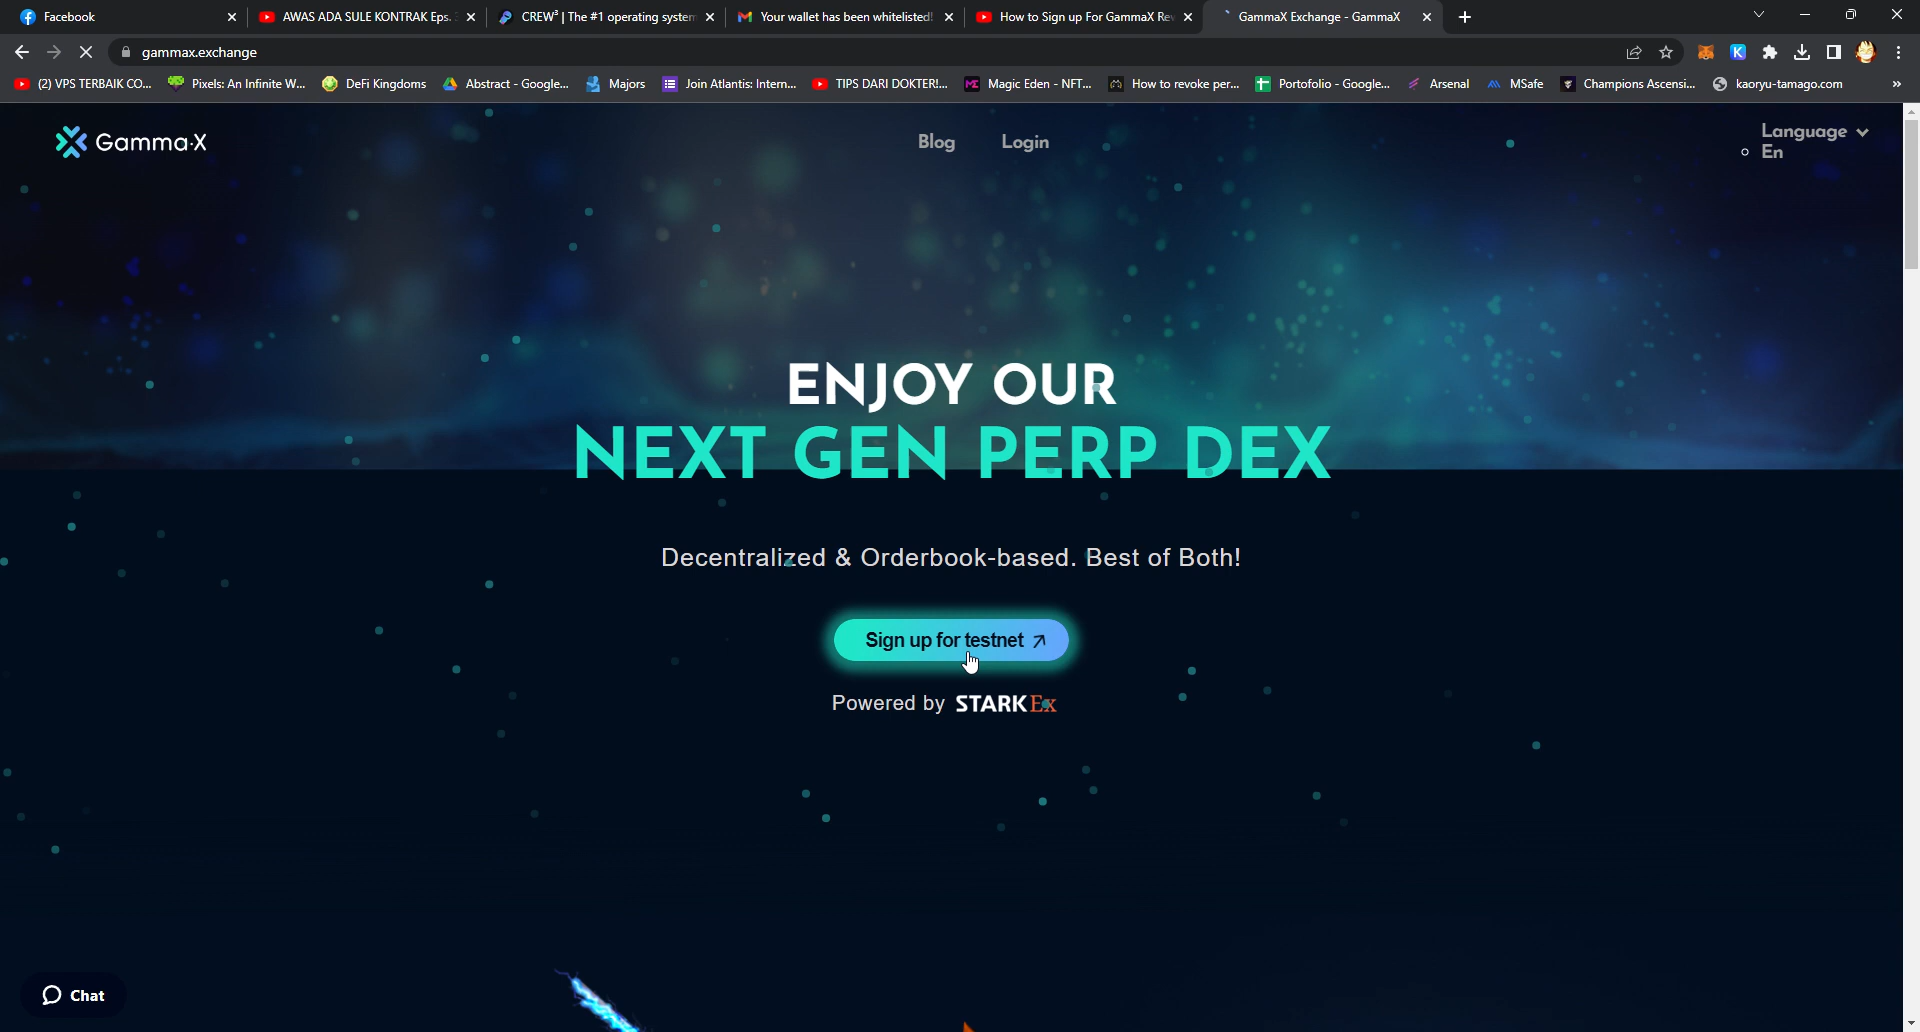 Facebook
AWAS ADA SULE KONTRAK Eps.
CREW³ | The #1 operating system
Your wallet has been whitelisted!
How to Sign up For GammaX Re
GammaX Exchange - GammaX
gammax.exchange
(2) VPS TERBAIK CO...
Pixels: An Infinite W...
DeFi Kingdoms
Abstract - Google...
Majors
Join Atlantis: Intern...
TIPS DARI DOKTER!...
Magic Eden - NFT...
How to revoke per...
Portofolio - Google...
Arsenal
MSafe
Champions Ascensi...
kaoryu-tamago.com
Gamma·X
Blog
Login
Language
En
ENJOY OUR
NEXT GEN PERP DEX
Decentralized & Orderbook-based. Best of Both!
Sign up for testnet
Powered by STARKEx
Chat